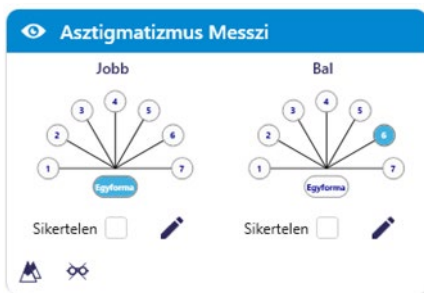 Asztigmatizmus Messzi
Jobb
Bal
4
3 5
2 6
1 7
Egyforma
4
3 5
2 6
1 7
Egyforma
Sikertelen
Sikertelen